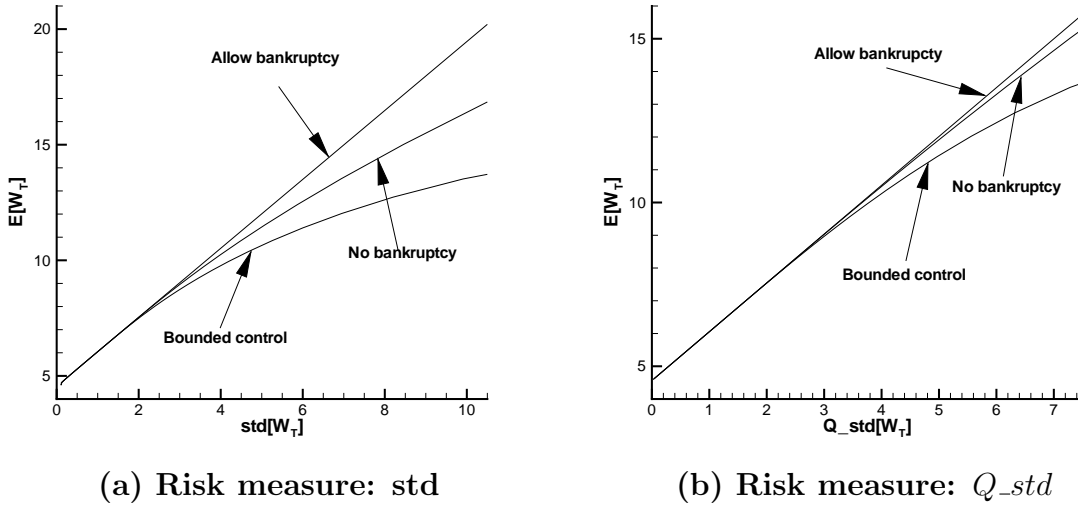 20
15
10
5
E[W_T]
Allow bankruptcy
No bankruptcy
Bounded control
0 2 4 6 8 10
std[W_T]
(a) Risk measure: std
15
10
5
E[W_T]
Allow bankrupcty
No bankruptcy
Bounded control
0 1 2 3 4 5 6 7
Q_std[W_T]
(b) Risk measure: Q_std